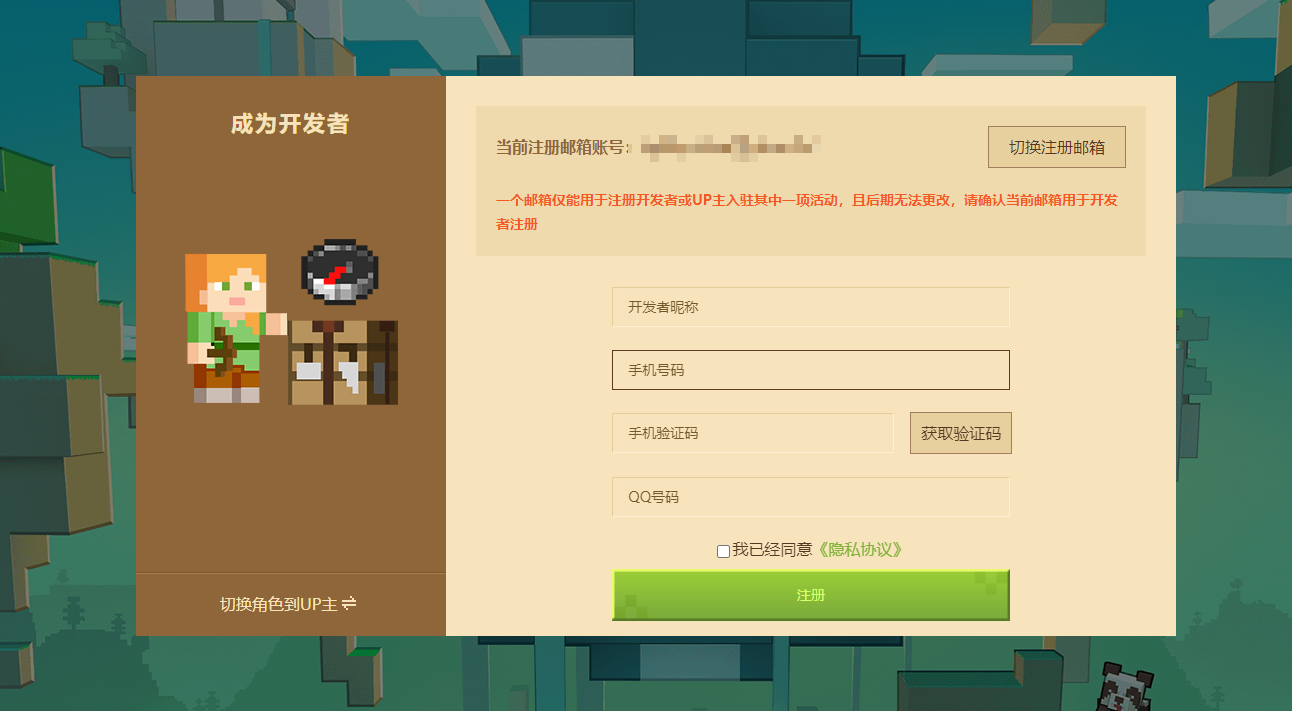 成为开发者
切换角色到UP主
当前注册邮箱账号：
切换注册邮箱
一个邮箱仅能用于注册开发者或UP主入驻其中一项活动，且后期无法更改，请确认当前邮箱用于开发
者注册
开发者昵称
手机号码
手机验证码
获取验证码
QQ号码
我已经同意《隐私协议》
注册